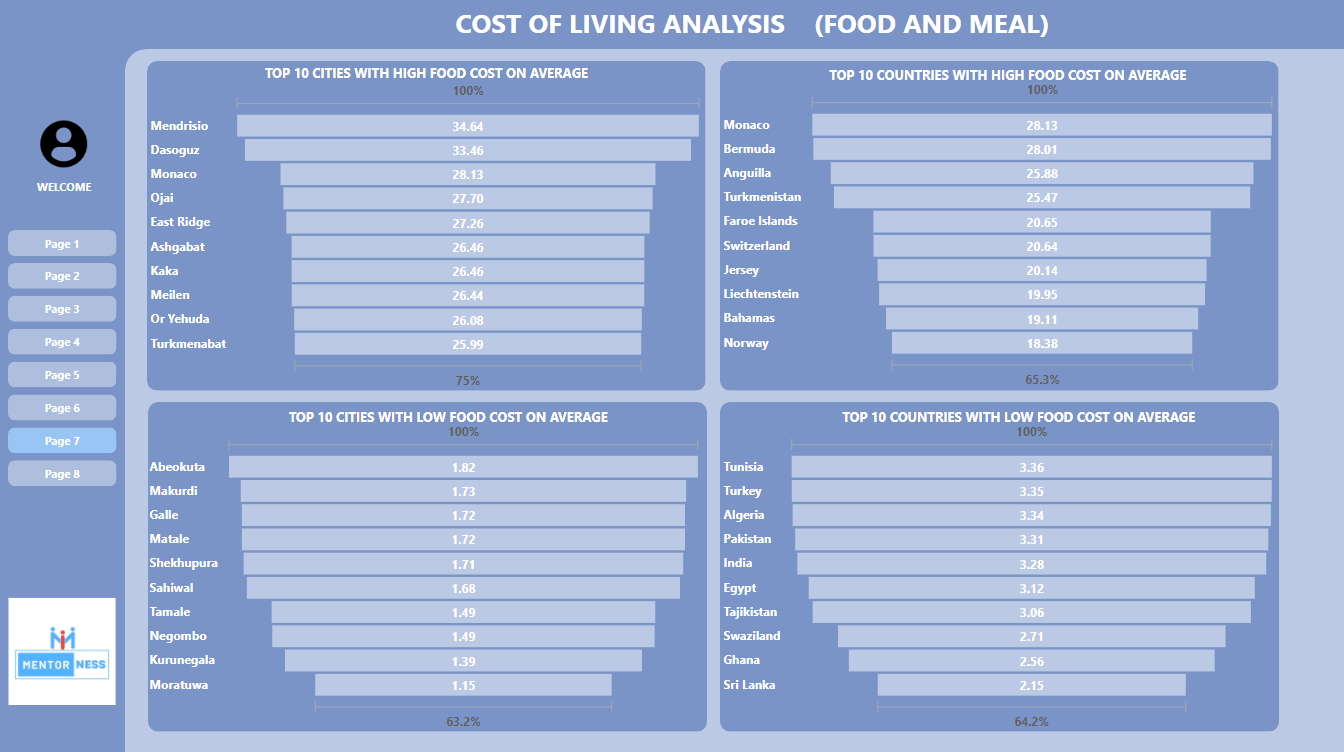 COST OF LIVING ANALYSIS (FOOD AND MEAL)
WELCOME
Page 1
Page 2
Page 3
Page 4
Page 5
Page 6
Page 7
Page 8
MENTOR NESS
TOP 10 CITIES WITH HIGH FOOD COST ON AVERAGE
100%
Mendrisio 34.64
Dasoguz 33.46
Monaco 28.13
Ojai 27.70
East Ridge 27.26
Ashgabat 26.46
Kaka 26.46
Meilen 26.44
Or Yehuda 26.08
Turkmenabat 25.99
75%
TOP 10 COUNTRIES WITH HIGH FOOD COST ON AVERAGE
100%
Monaco 28.13
Bermuda 28.01
Anguilla 25.88
Turkmenistan 25.47
Faroe Islands 20.65
Switzerland 20.64
Jersey 20.14
Liechtenstein 19.95
Bahamas 19.11
Norway 18.38
65.3%
TOP 10 CITIES WITH LOW FOOD COST ON AVERAGE
100%
Abeokuta 1.82
Makurdi 1.73
Galle 1.72
Matale 1.72
Shekhupura 1.71
Sahiwal 1.68
Tamale 1.49
Negombo 1.49
Kurunegala 1.39
Moratuwa 1.15
63.2%
TOP 10 COUNTRIES WITH LOW FOOD COST ON AVERAGE
100%
Tunisia 3.36
Turkey 3.35
Algeria 3.34
Pakistan 3.31
India 3.28
Egypt 3.12
Tajikistan 3.06
Swaziland 2.71
Ghana 2.56
Sri Lanka 2.15
64.2%